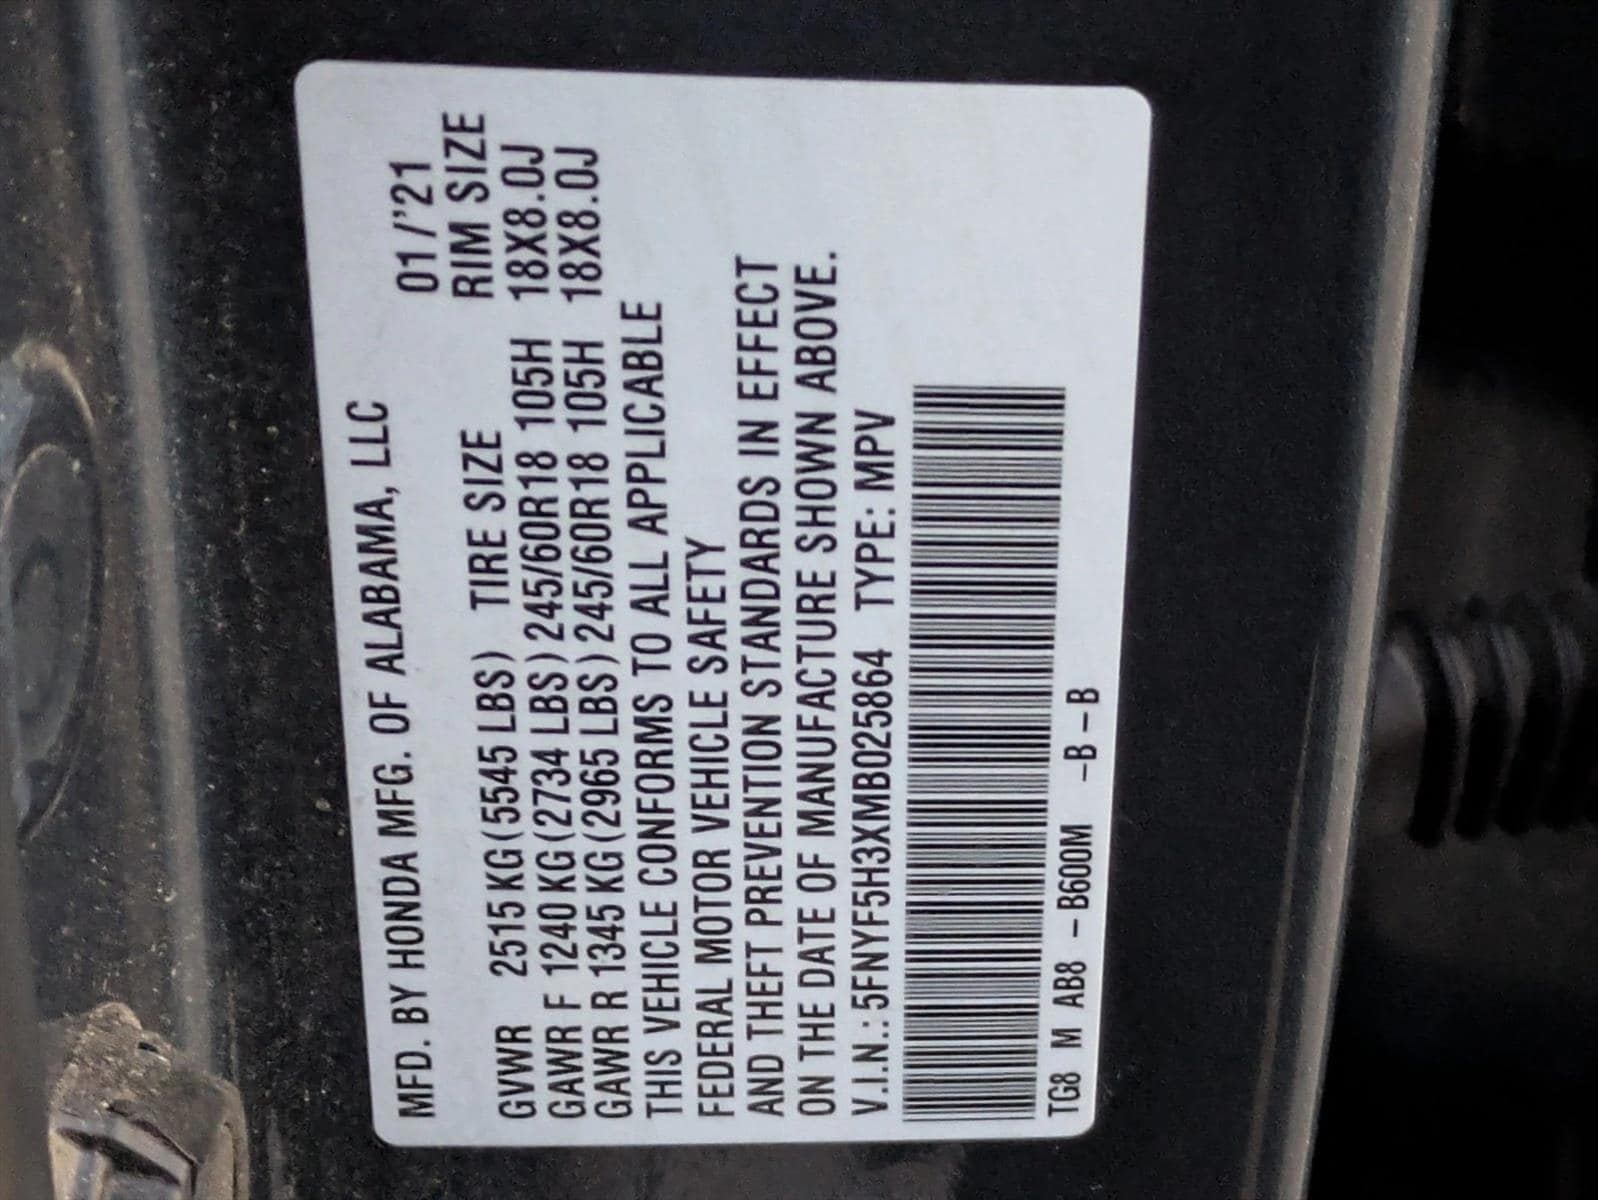 MFD. BY HONDA MFG. OF ALABAMA, LLC 01/'21
TIRE SIZE RIM SIZE
GVWR 2515 KG(5545 LBS)
GAWR F 1240 KG(2734 LBS) 245/60R18 105H 18X8.0J
GAWR R 1345 KG(2965 LBS) 245/60R18 105H 18X8.0J
THIS VEHICLE CONFORMS TO ALL APPLICABLE
FEDERAL MOTOR VEHICLE SAFETY
AND THEFT PREVENTION STANDARDS IN EFFECT
ON THE DATE OF MANUFACTURE SHOWN ABOVE.
V.I.N.: 5FNYF5H3XMB025864 TYPE: MPV
TG8 M AB8 -B600M -B-B